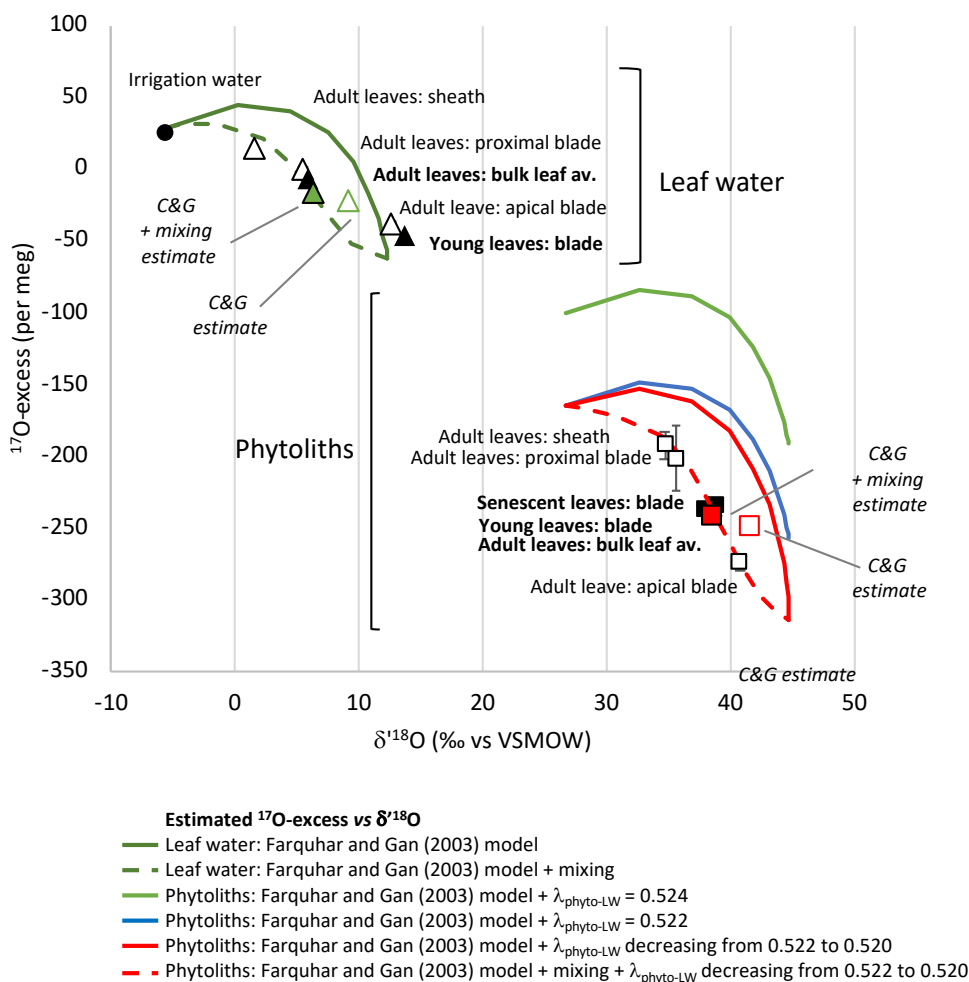 100
50
0
-50
-100
-150
-200
-250
-300
-350
-10
0
10
20
30
40
50
17O-excess (per meg)
δ'18O (‰ vs VSMOW)
Irrigation water
Adult leaves: sheath
Adult leaves: proximal blade
Adult leaves: bulk leaf av.
Adult leave: apical blade
Young leaves: blade
Leaf water
C&G
+ mixing
estimate
C&G
estimate
Phytoliths
Adult leaves: sheath
Adult leaves: proximal blade
Senescent leaves: blade
Young leaves: blade
Adult leaves: bulk leaf av.
Adult leave: apical blade
C&G
+ mixing
estimate
C&G
estimate
C&G estimate
Estimated 17O-excess vs δ'18O
Leaf water: Farquhar and Gan (2003) model
Leaf water: Farquhar and Gan (2003) model + mixing
Phytoliths: Farquhar and Gan (2003) model + λphyto-LW = 0.524
Phytoliths: Farquhar and Gan (2003) model + λphyto-LW = 0.522
Phytoliths: Farquhar and Gan (2003) model + λphyto-LW decreasing from 0.522 to 0.520
Phytoliths: Farquhar and Gan (2003) model + mixing + λphyto-LW decreasing from 0.522 to 0.520